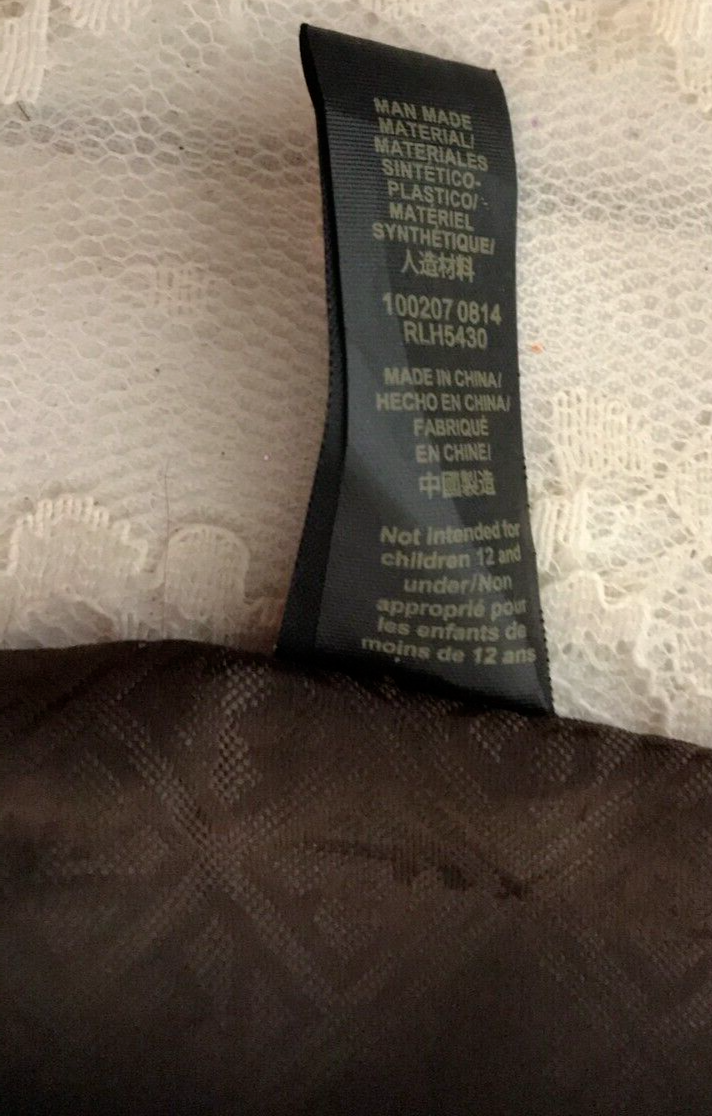 MAN MADE
MATERIAL/
MATERIALES
SINTÉTICO-
PLASTICO/
MATÉRIEL
SYNTHÉTIQUE/
人造材料
100207 0814
RLH5430
MADE IN CHINA/
HECHO EN CHINA/
FABRIQUÉ
EN CHINE/
中國製造
Not intended for
children 12 and
under/Non
approprié pour
les enfants de
moins de 12 ans